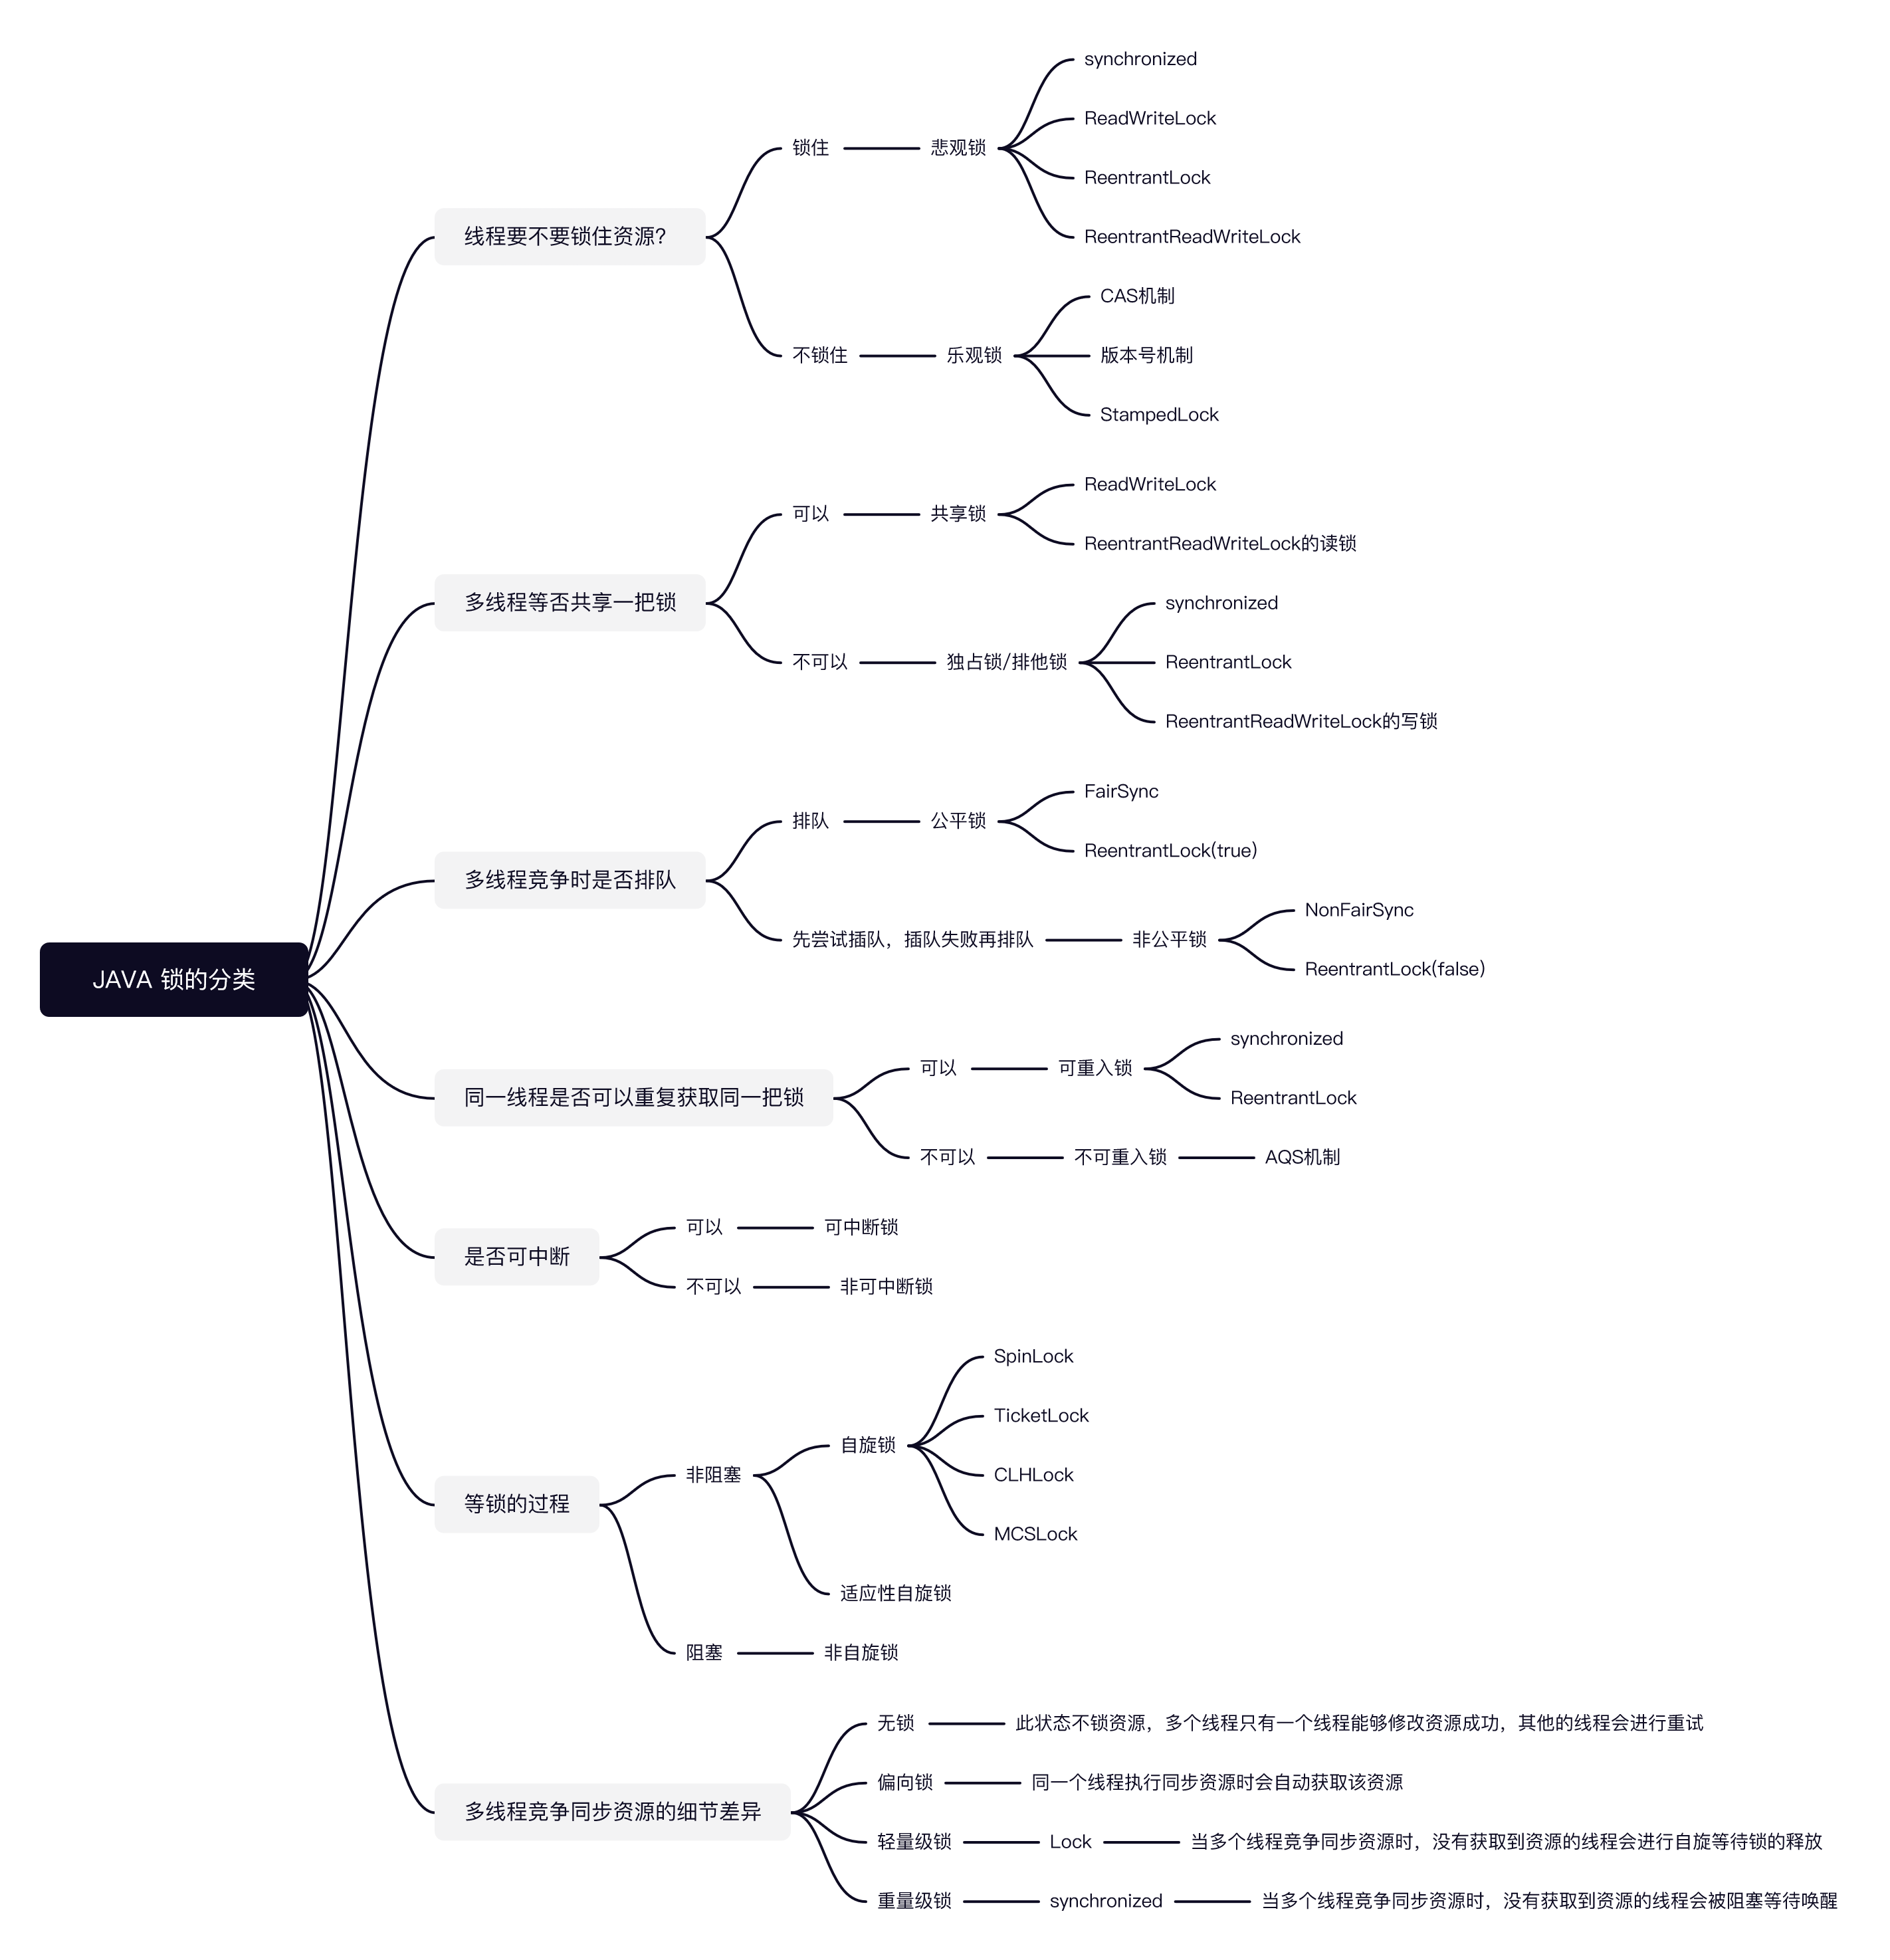 JAVA 锁的分类
线程要不要锁住资源？
锁住
悲观锁
synchronized
ReadWriteLock
ReentrantLock
ReentrantReadWriteLock
不锁住
乐观锁
CAS机制
版本号机制
StampedLock
多线程等否共享一把锁
可以
共享锁
ReadWriteLock
ReentrantReadWriteLock的读锁
不可以
独占锁/排他锁
synchronized
ReentrantLock
ReentrantReadWriteLock的写锁
多线程竞争时是否排队
排队
公平锁
FairSync
ReentrantLock(true)
先尝试插队，插队失败再排队
非公平锁
NonFairSync
ReentrantLock(false)
同一线程是否可以重复获取同一把锁
可以
可重入锁
synchronized
ReentrantLock
不可以
不可重入锁
AQS机制
是否可中断
可以
可中断锁
不可以
非可中断锁
等锁的过程
非阻塞
自旋锁
SpinLock
TicketLock
CLHLock
MCSLock
适应性自旋锁
阻塞
非自旋锁
多线程竞争同步资源的细节差异
无锁
此状态不锁资源，多个线程只有一个线程能够修改资源成功，其他的线程会进行重试
偏向锁
同一个线程执行同步资源时会自动获取该资源
轻量级锁
Lock
当多个线程竞争同步资源时，没有获取到资源的线程会进行自旋等待锁的释放
重量级锁
synchronized
当多个线程竞争同步资源时，没有获取到资源的线程会被阻塞等待唤醒